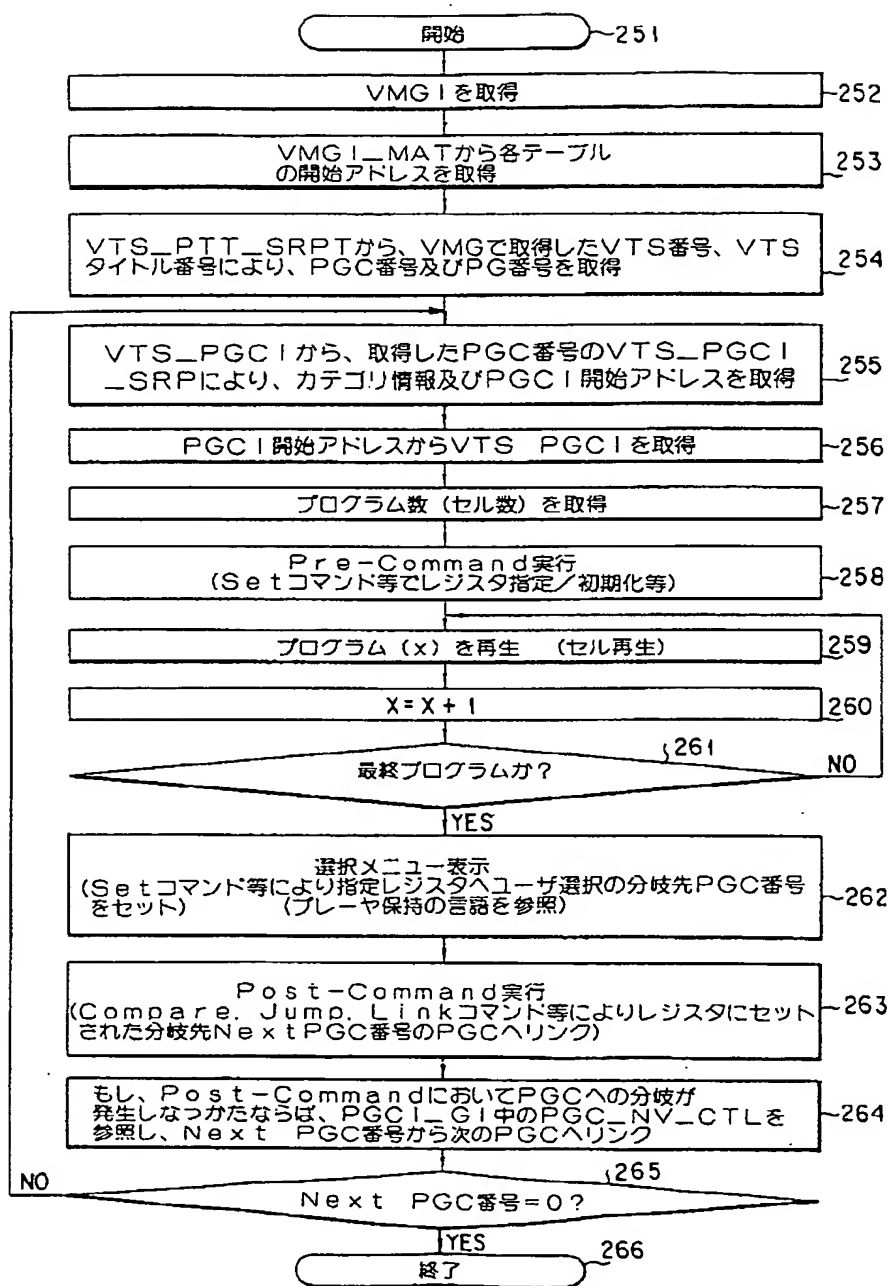 開始
251
VMGIを取得
252
VMGI_MATから各テーブル
の開始アドレスを取得
253
VTS_PTT_SRPTから、VMGで取得したVTS番号、VTS
タイトル番号により、PGC番号及びPG番号を取得
254
VTS_PGCIから、取得したPGC番号のVTS_PGCI
_SRPにより、カテゴリ情報及びPGCI開始アドレスを取得
255
PGCI開始アドレスからVTS PGCIを取得
256
プログラム数(セル数)を取得
257
Pre-Command実行
(Setコマンド等でレジスタ指定/初期化等)
258
プログラム(x)を再生 (セル再生)
259
X=X+1
260
261
最終プログラムか?
NO
YES
選択メニュー表示
(Setコマンド等により指定レジスタへユーザ選択の分岐先PGC番号
をセット) (プレーヤ保持の言語を参照)
262
Post-Command実行
(Compare, Jump, Linkコマンド等によりレジスタにセット
された分岐先NextPGC番号のPGCへリンク)
263
もし、Post-CommandにおいてPGCへの分岐が
発生しなつかたならば、PGCI_GI中のPGC_NV_CTLを
参照し、Next PGC番号から次のPGCへリンク
264
265
NO
Next PGC番号=0?
YES
終了
266